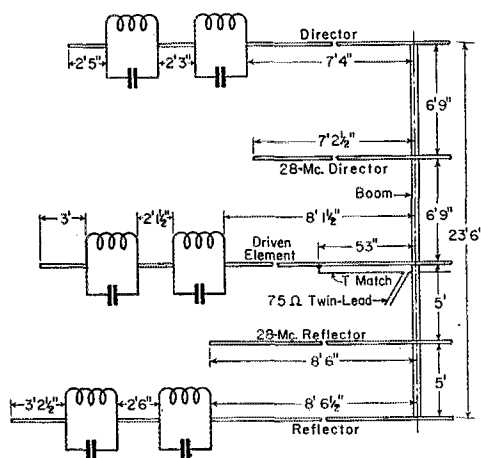 Director
2'5"
2'3"
7'4"
6'9"
7'2½"
28-Mc. Director
Boom
3'
2'1½"
8'1½"
6'9"
23'6"
Driven
Element
53"
T Match
75 Ω Twin-Lead
5'
28-Mc. Reflector
8'6"
5'
3'2½"
2'6"
8'6½"
Reflector